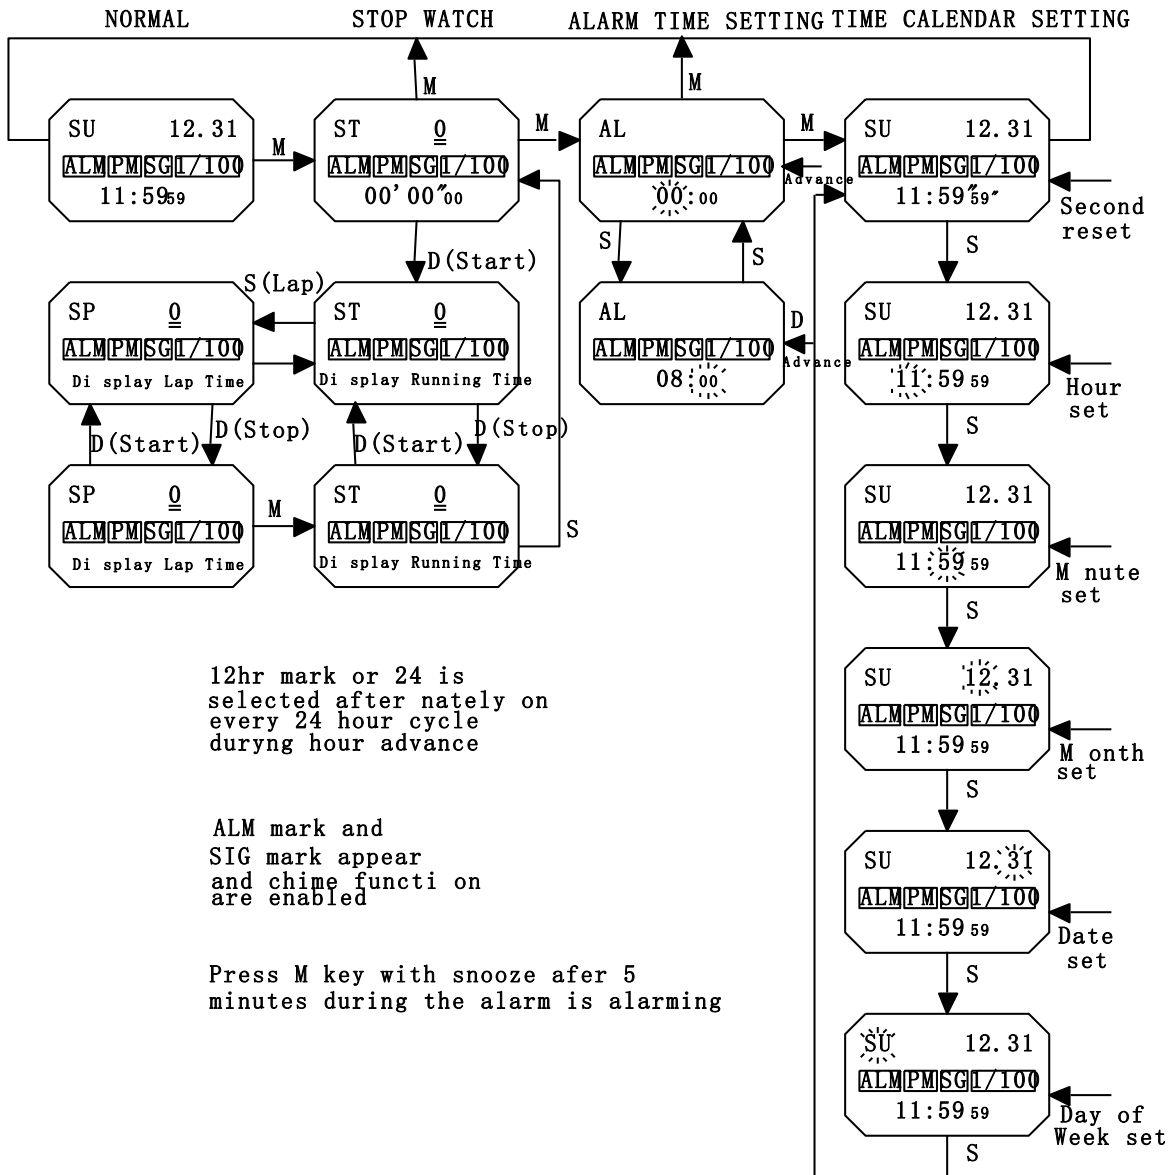 NORMAL STOP WATCH ALARM TIME SETTING TIME CALENDAR SETTING
M M
SU 12.31 ST 0 AL SU 12.31
M M M
ALM PM SG 1/100 ALM PM SG 1/100 ALM PM SG 1/100 ALM PM SG 1/100
Advance
11:59 59 00'00"00 00:00 11:59"59"
Second
reset
S S S
D(Start)
S(Lap)
SP 0 ST 0 AL SU 12.31
D
ALM PM SG 1/100 ALM PM SG 1/100 ALM PM SG 1/100 ALM PM SG 1/100
Advance
Di splay Lap Time Di splay Running Time 08:00 11:59 59
Hour
set
D(Start) D(Stop) D(Start) D(Stop) S
SP 0 ST 0 SU 12.31
M
ALM PM SG 1/100 ALM PM SG 1/100 S ALM PM SG 1/100
Di splay Lap Time Di splay Running Time 11:59 59
M nute
set
S
12hr mark or 24 is
selected after nately on
every 24 hour cycle
duryng hour advance
SU 12.31
ALM PM SG 1/100
11:59 59
M onth
set
S
ALM mark and
SIG mark appear
and chime functi on
are enabled
SU 12.31
ALM PM SG 1/100
11:59 59
Date
set
S
Press M key with snooze afer 5
minutes during the alarm is alarming
SU 12.31
ALM PM SG 1/100
11:59 59
Day of
Week set
S